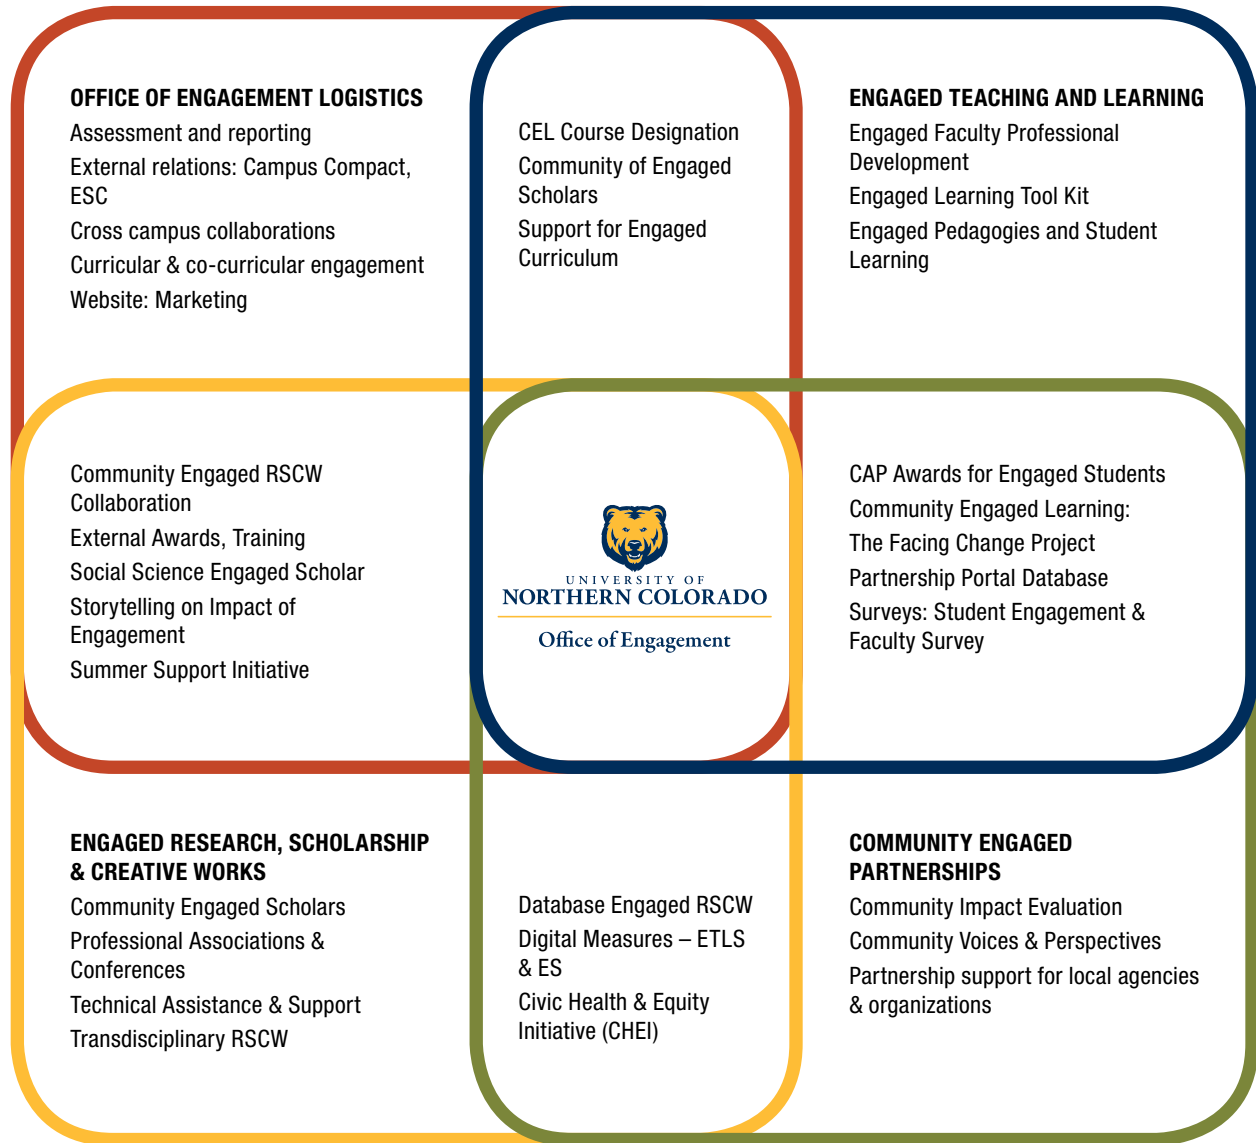 OFFICE OF ENGAGEMENT LOGISTICS
Assessment and reporting
External relations: Campus Compact,
ESC
Cross campus collaborations
Curricular & co-curricular engagement
Website: Marketing
CEL Course Designation
Community of Engaged
Scholars
Support for Engaged
Curriculum
ENGAGED TEACHING AND LEARNING
Engaged Faculty Professional
Development
Engaged Learning Tool Kit
Engaged Pedagogies and Student
Learning
Community Engaged RSCW
Collaboration
External Awards, Training
Social Science Engaged Scholar
Storytelling on Impact of
Engagement
Summer Support Initiative
UNIVERSITY OF
NORTHERN COLORADO
Office of Engagement
CAP Awards for Engaged Students
Community Engaged Learning:
The Facing Change Project
Partnership Portal Database
Surveys: Student Engagement &
Faculty Survey
ENGAGED RESEARCH, SCHOLARSHIP
& CREATIVE WORKS
Community Engaged Scholars
Professional Associations &
Conferences
Technical Assistance & Support
Transdisciplinary RSCW
Database Engaged RSCW
Digital Measures – ETLS
& ES
Civic Health & Equity
Initiative (CHEI)
COMMUNITY ENGAGED
PARTNERSHIPS
Community Impact Evaluation
Community Voices & Perspectives
Partnership support for local agencies
& organizations